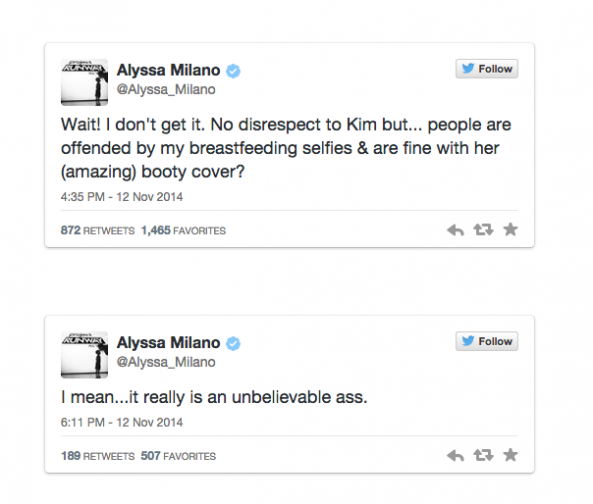 Alyssa Milano
@Alyssa_Milano
Follow
Wait! I don't get it. No disrespect to Kim but... people are
offended by my breastfeeding selfies & are fine with her
(amazing) booty cover?
4:35 PM - 12 Nov 2014
872 RETWEETS 1,465 FAVORITES
Alyssa Milano
@Alyssa_Milano
Follow
I mean...it really is an unbelievable ass.
6:11 PM - 12 Nov 2014
189 RETWEETS 507 FAVORITES